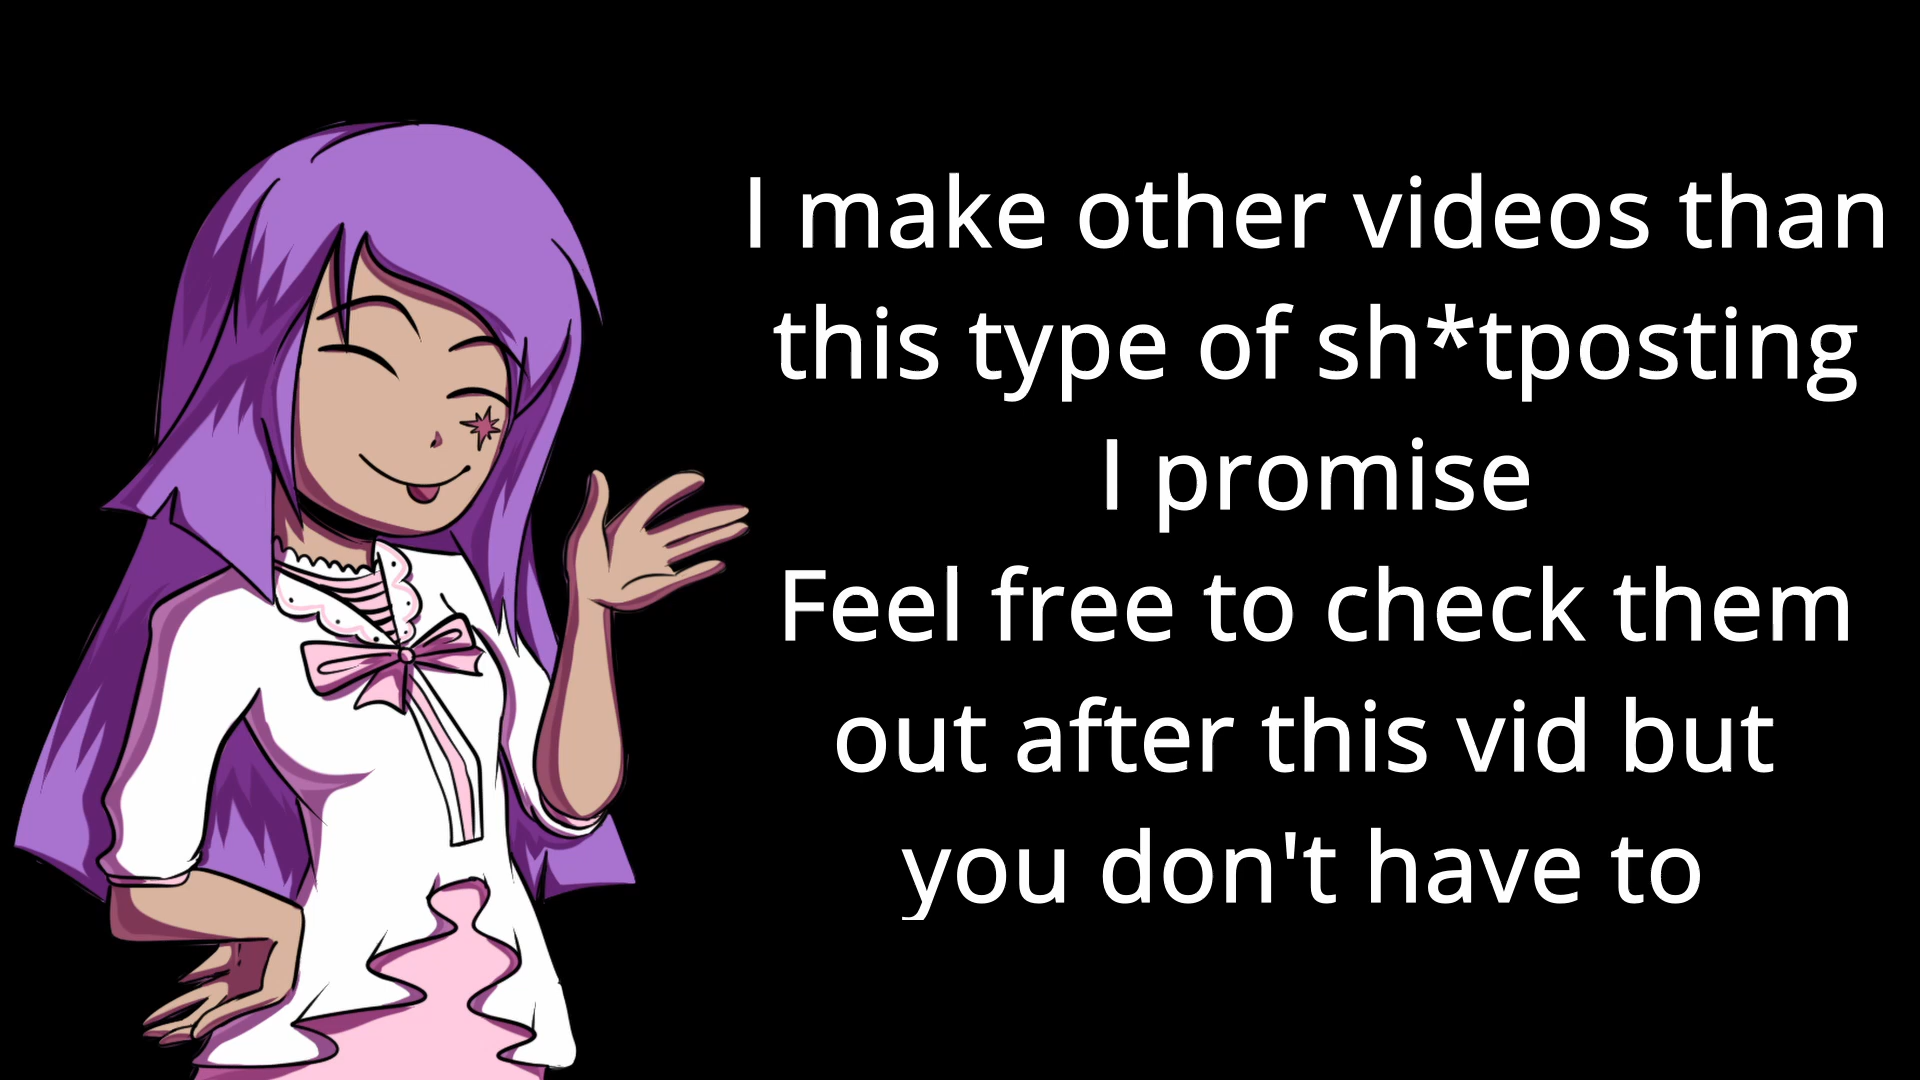 I make other videos than
this type of sh*tposting
I promise
Feel free to check them
out after this vid but
you don't have to